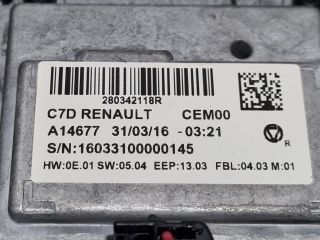 280342118R
C7D RENAULT CEM00
A14677 31/03/16 - 03:21
S/N:16033100000145
R
HW:0E.01 SW:05.04 EEP:13.03 FBL:04.03 M:01